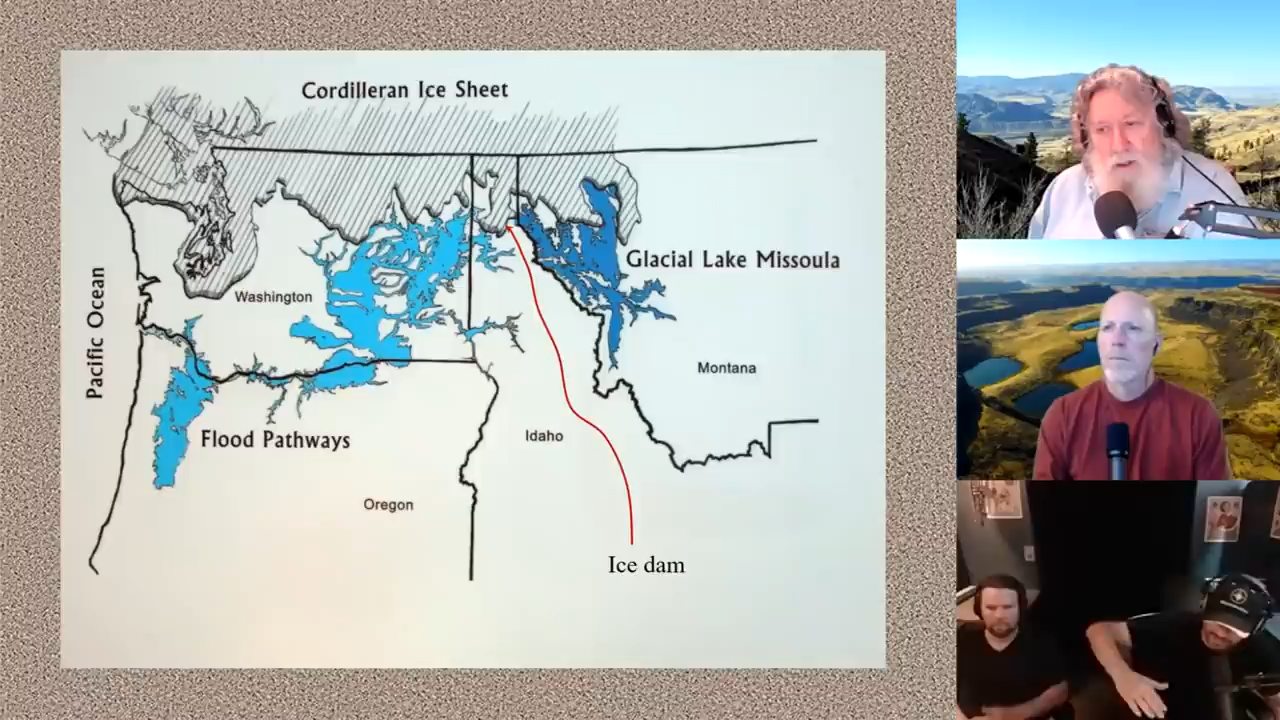 Cordilleran Ice Sheet
Glacial Lake Missoula
Washington
Pacific Ocean
Montana
Flood Pathways
Idaho
Oregon
Ice dam